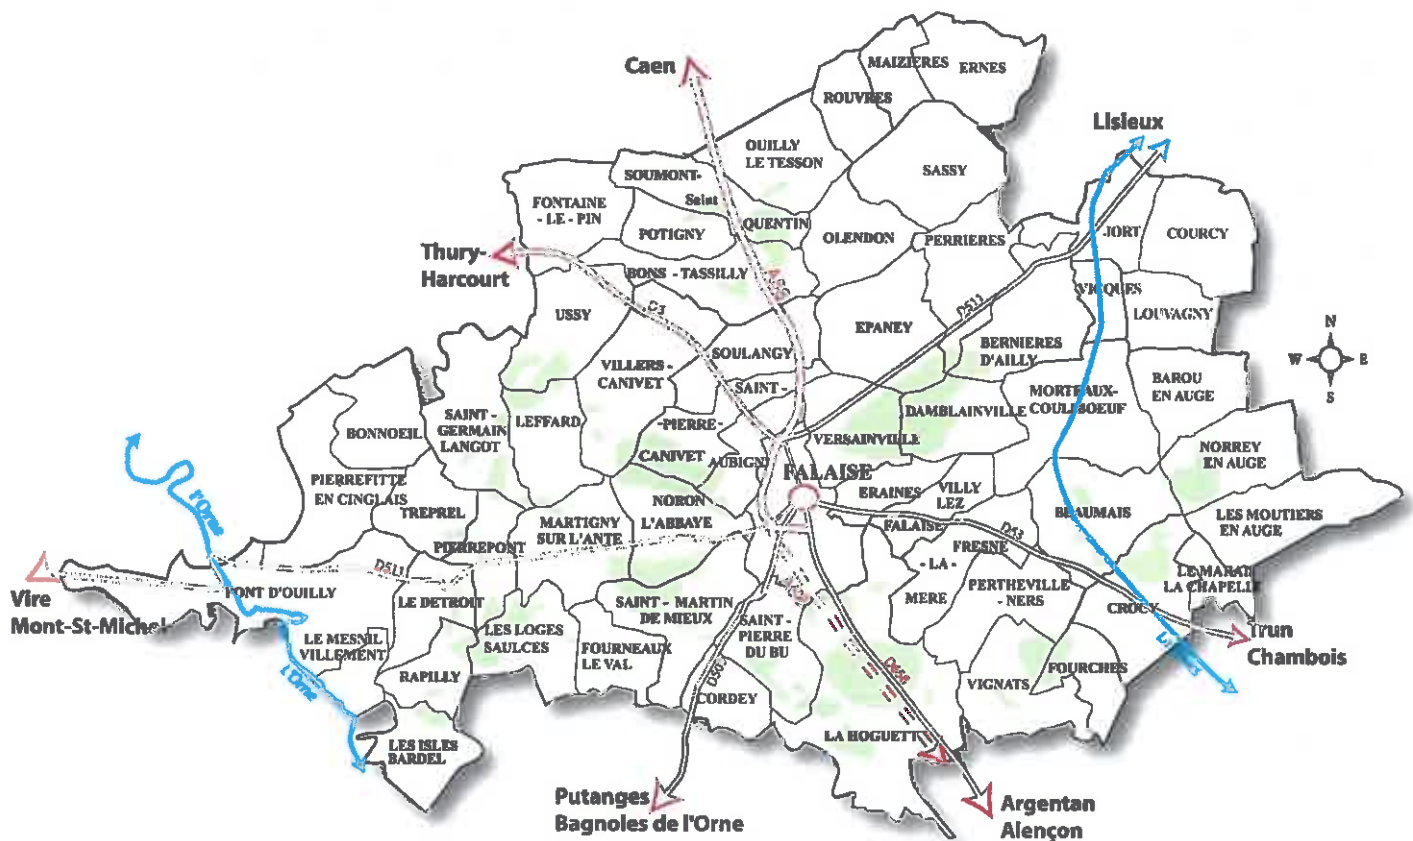 Caen
MAIZIERES
ERNES
ROUVRES
Lisieux
OUILLY
LE TESSON
SASSY
SOUMONT-
Saint
QUENTIN
FONTAINE
- LE - PIN
POTIGNY
OLENDON
PERRIERES
JORT
COURCY
Thury-
Harcourt
BONS - TASSILLY
VICQUES
LOUVAGNY
USSY
D3
D511
EPANEY
BERNIERES
D'AILLY
N
W
E
S
SOULANGY
VILLERS-
CANIVET
SAINT -
-PIERRE-
CANIVET
BAROU
EN AUGE
MORTEAUX-
COULIBOEUF
DAMBLAINVILLE
SAINT -
GERMAIN
LANGOT
LEFFARD
BONNOEIL
VERSAINVILLE
AUBIGNY
NORREY
EN AUGE
FALAISE
PIERREFITTE
EN CINGLAIS
ERAINES
VILLY
LEZ
FALAISE
NORON
L'ABBAYE
l'Orne
TREPREL
BEAUMAIS
LES MOUTIERS
EN AUGE
MARTIGNY
SUR L'ANTE
PIERREPONT
D53
FRESNE
- LA -
MERE
D511
LE MARAIS
LA CHAPELLE
PERTHEVILLE
- NERS
PONT D'OUILLY
LE DETROIT
Vire
Mont-St-Michel
SAINT - MARTIN
DE MIEUX
CROCY
Trun
Chambois
LES LOGES
SAULCES
SAINT -
PIERRE
DU BU
LE MESNIL
VILLEMENT
FOURNEAUX
LE VAL
l'Orne
RAPILLY
D658
FOURCHES
VIGNATS
CORDEY
LA HOGUETTE
LES ISLES
BARDEL
Putanges
Bagnoles de l'Orne
Argentan
Alençon